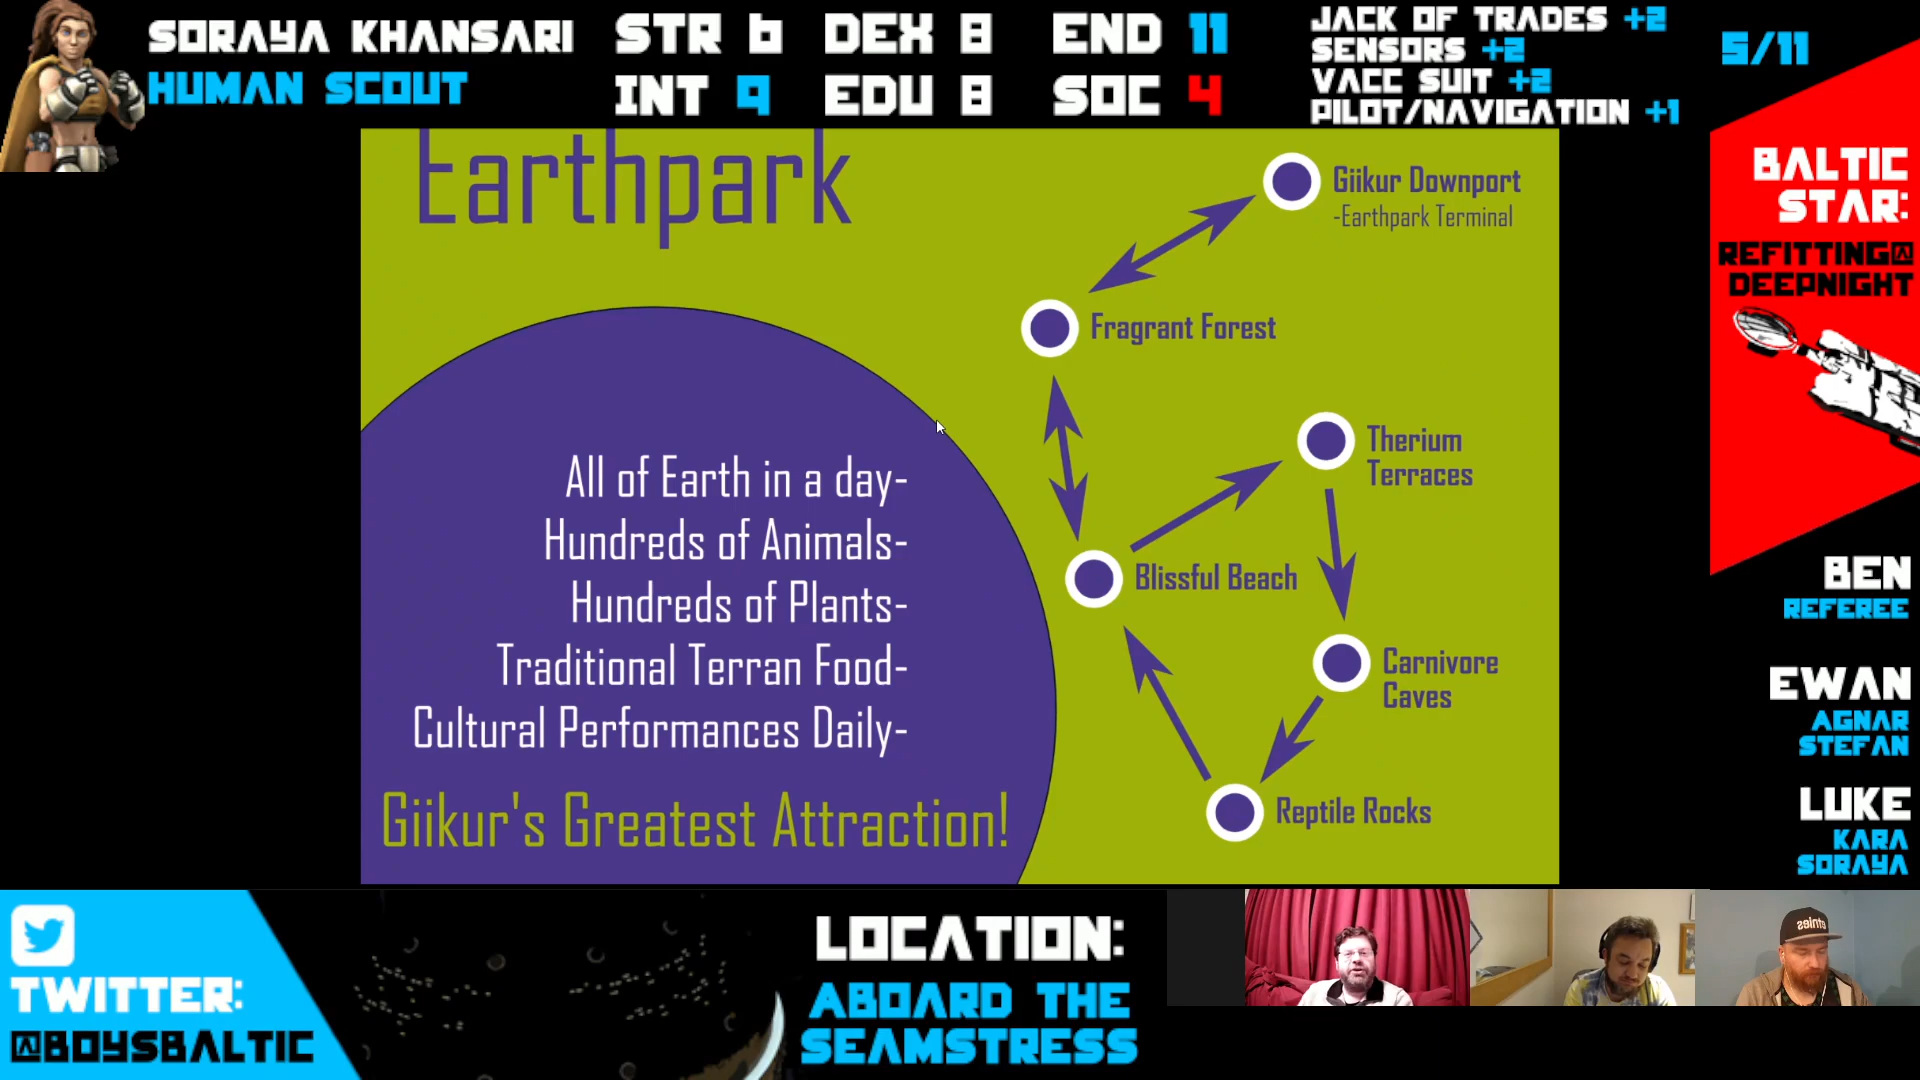 SORAYA KHANSARI
HUMAN SCOUT
STR 6 DEX 8 END 11
INT 9 EDU 8 SOC 4
JACK OF TRADES +2
SENSORS +2
VACC SUIT +2
PILOT/NAVIGATION +1
5/11
BALTIC
STAR:
REFITTING@
DEEPNIGHT
BEN
REFEREE
EWAN
AGNAR
STEFAN
LUKE
KARA
SORAYA
Earthpark
All of Earth in a day-
Hundreds of Animals-
Hundreds of Plants-
Traditional Terran Food-
Cultural Performances Daily-
Giikur's Greatest Attraction!
Giikur Downport
-Earthpark Terminal
Fragrant Forest
Therium
Terraces
Blissful Beach
Carnivore
Caves
Reptile Rocks
TWITTER:
@BOYSBALTIC
LOCATION:
ABOARD THE
SEAMSTRESS
etnies